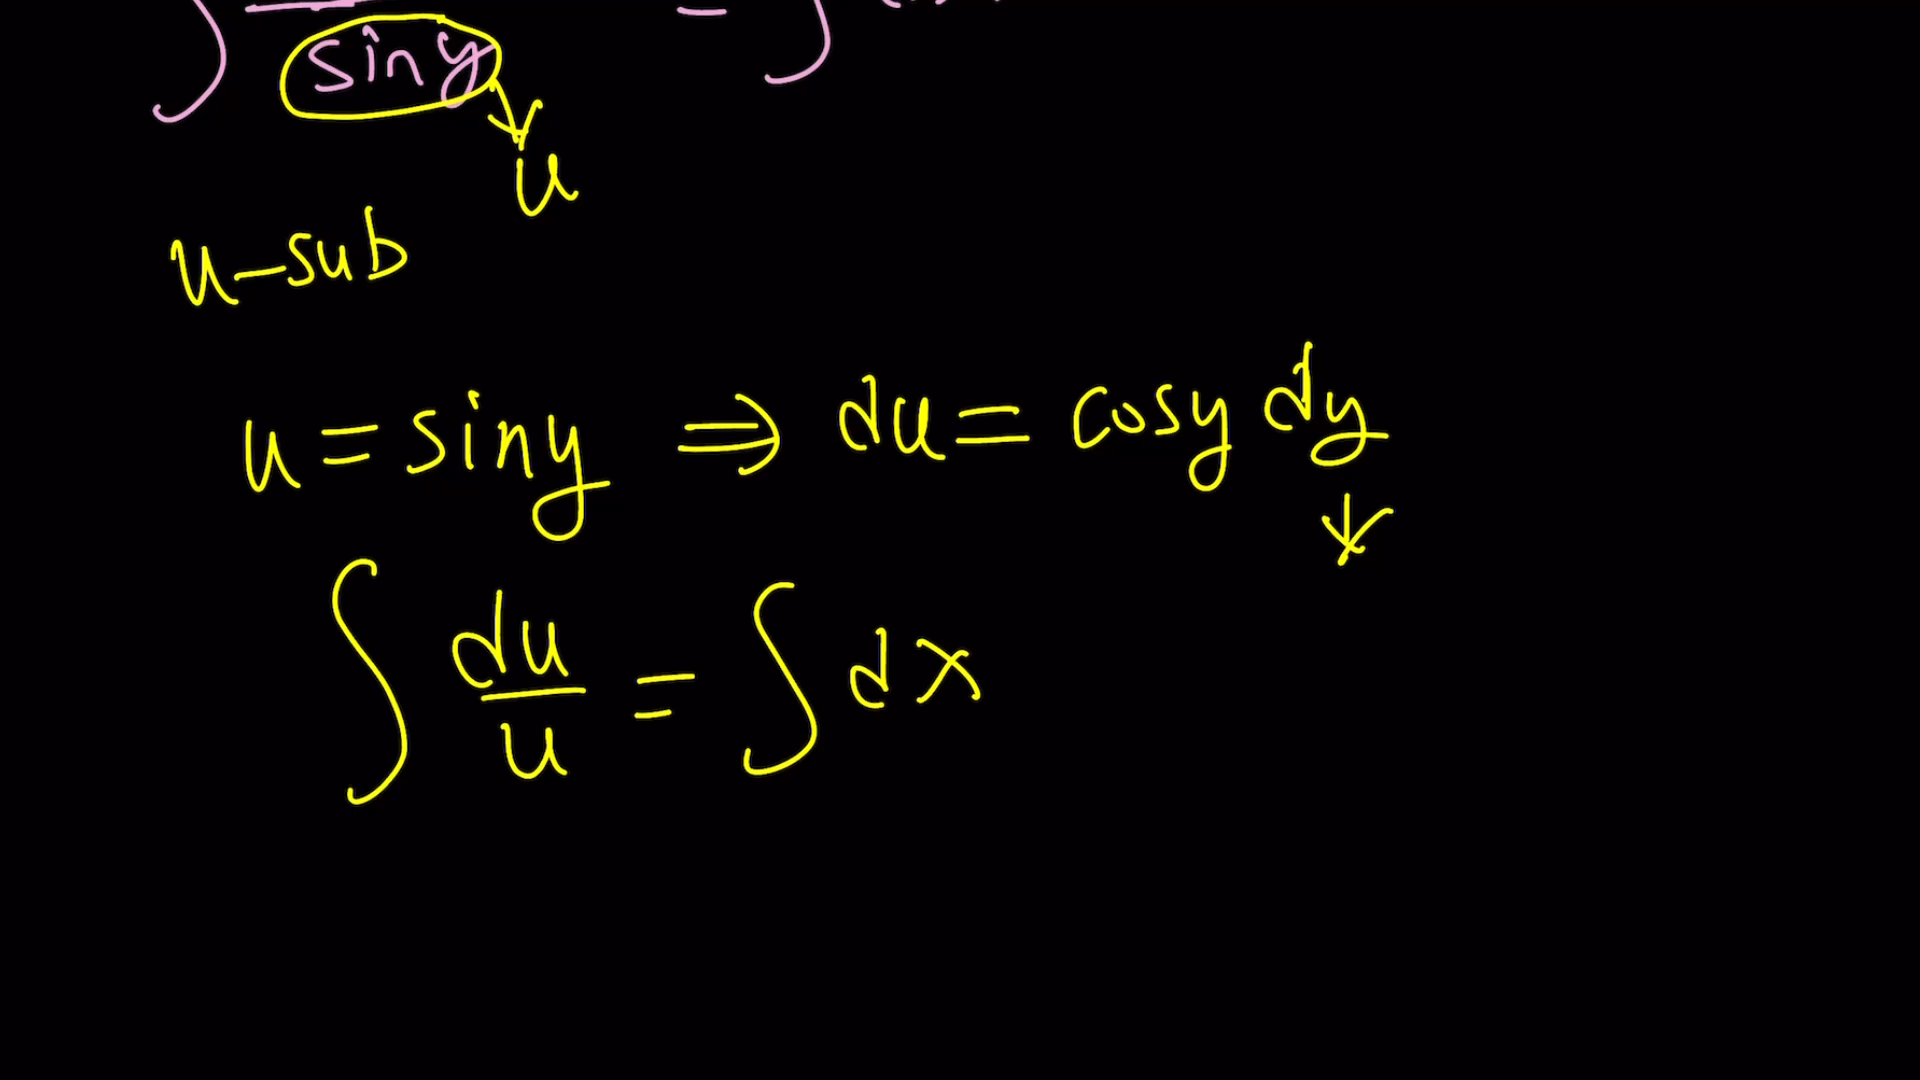 ∫ ― / sin y = ∫
u
u-sub
u = sin y ⇒ du = cos y dy
↓
∫ du/u = ∫ dx